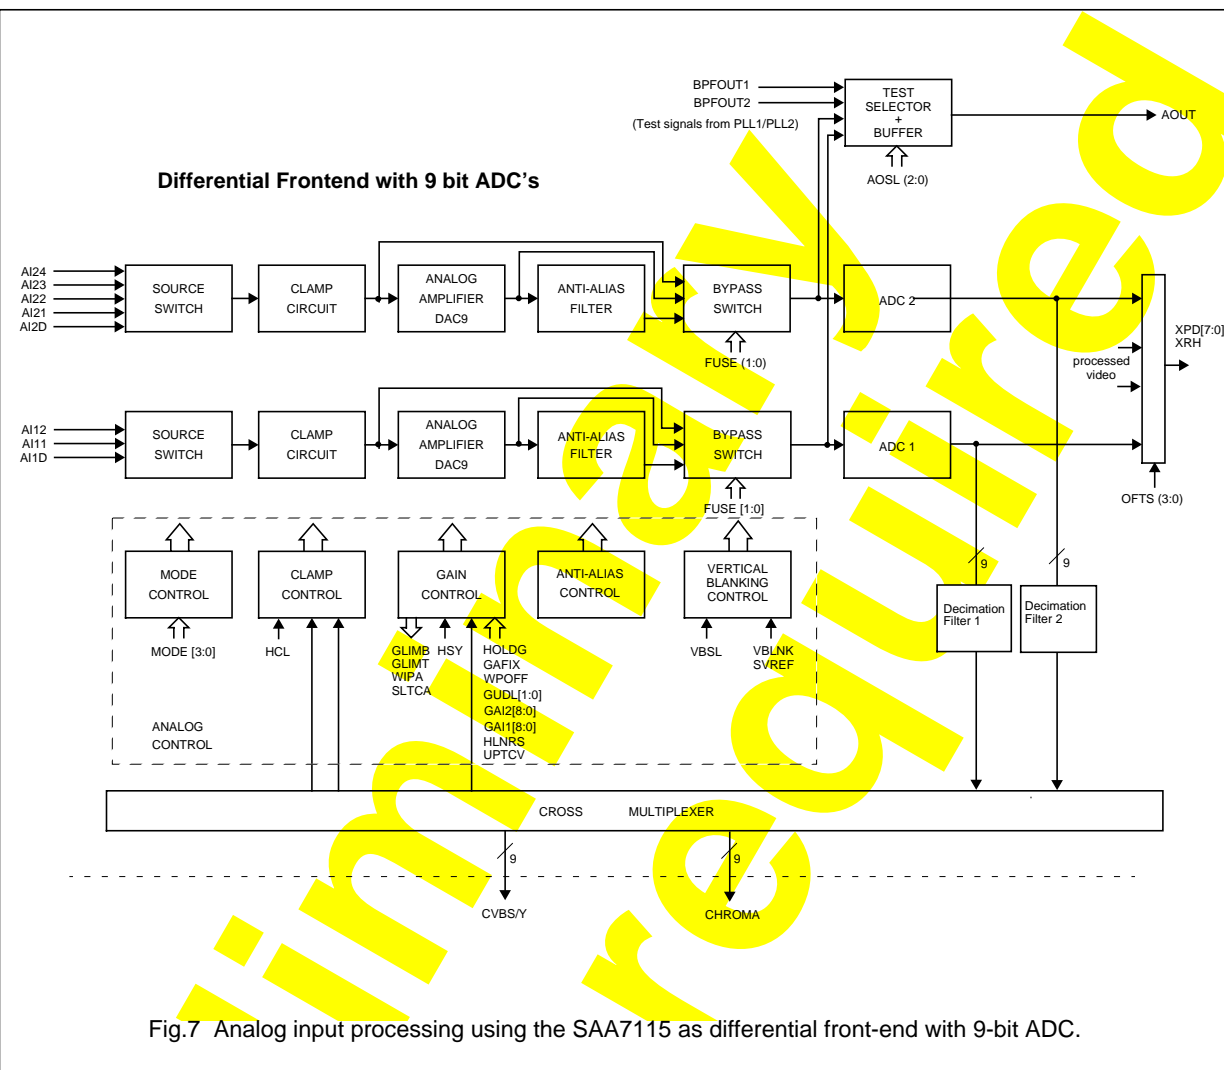 BPFOUT1
BPFOUT2
(Test signals from PLL1/PLL2)
TEST
SELECTOR
+
BUFFER
AOUT
AOSL (2:0)
Differential Frontend with 9 bit ADC's
AI24
AI23
AI22
AI21
AI2D
SOURCE
SWITCH
CLAMP
CIRCUIT
ANALOG
AMPLIFIER
DAC9
ANTI-ALIAS
FILTER
BYPASS
SWITCH
ADC 2
FUSE (1:0)
XPD[7:0]
XRH
processed
video
AI12
AI11
AI1D
SOURCE
SWITCH
CLAMP
CIRCUIT
ANALOG
AMPLIFIER
DAC9
ANTI-ALIAS
FILTER
BYPASS
SWITCH
ADC 1
FUSE [1:0]
OFTS (3:0)
MODE
CONTROL
CLAMP
CONTROL
GAIN
CONTROL
ANTI-ALIAS
CONTROL
VERTICAL
BLANKING
CONTROL
9
9
Decimation
Filter 1
Decimation
Filter 2
MODE [3:0]
HCL
GLIMB
GLIMT
WIPA
SLTCA
HSY
HOLDG
GAFIX
WPOFF
GUDL[1:0]
GAI2[8:0]
GAI1[8:0]
HLNRS
UPTCV
VBSL
VBLNK
SVREF
ANALOG
CONTROL
CROSS MULTIPLEXER
9
9
CVBS/Y
CHROMA
Fig.7 Analog input processing using the SAA7115 as differential front-end with 9-bit ADC.
liminary
required